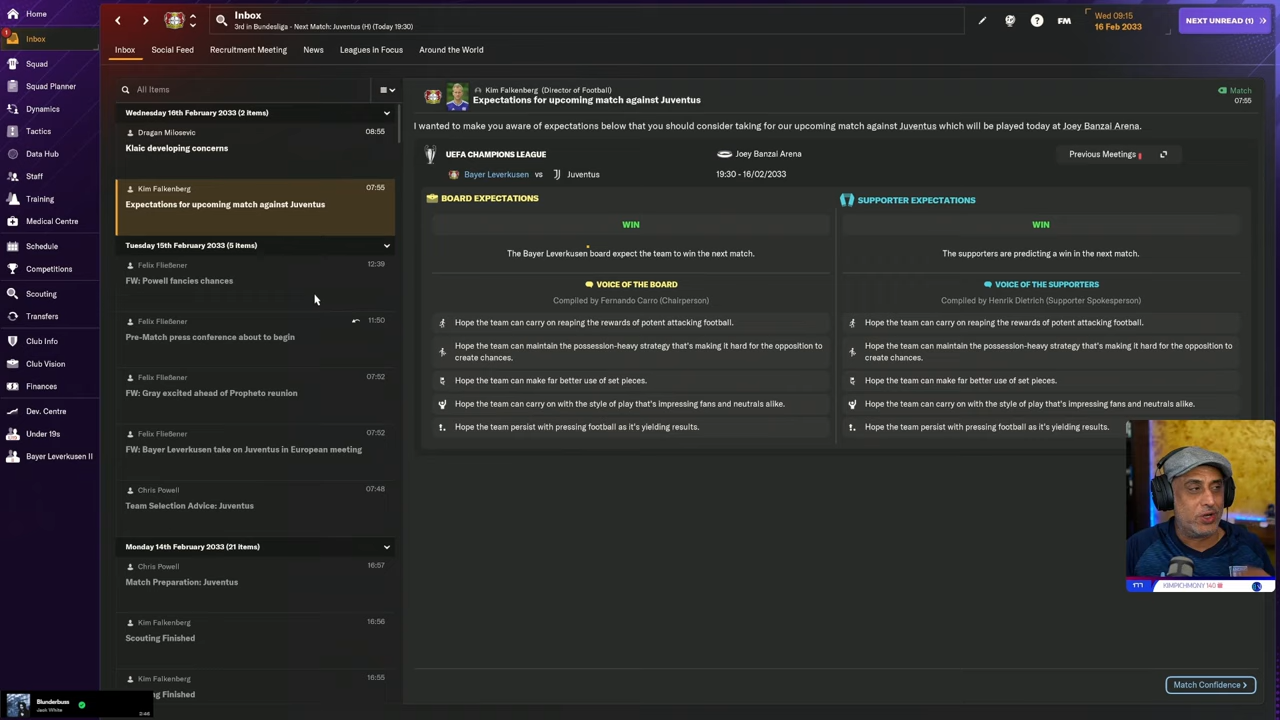 Home
Inbox
3rd in Bundesliga - Next Match: Juventus (H) (Today 19:30)
FM
Wed 09:15
16 Feb 2033
NEXT UNREAD (1)
1
Inbox
Squad
Squad Planner
Dynamics
Tactics
Data Hub
Staff
Training
Medical Centre
Schedule
Competitions
Scouting
Transfers
Club Info
Club Vision
Finances
Dev. Centre
Under 19s
Bayer Leverkusen II
Inbox
Social Feed
Recruitment Meeting
News
Leagues in Focus
Around the World
All Items
Wednesday 16th February 2033 (2 items)
Dragan Milosevic
08:55
Klaic developing concerns
Kim Falkenberg
07:55
Expectations for upcoming match against Juventus
Tuesday 15th February 2033 (5 items)
Felix Fließener
12:39
FW: Powell fancies chances
Felix Fließener
11:50
Pre-Match press conference about to begin
Felix Fließener
07:52
FW: Gray excited ahead of Propheto reunion
Felix Fließener
07:52
FW: Bayer Leverkusen take on Juventus in European meeting
Chris Powell
07:48
Team Selection Advice: Juventus
Monday 14th February 2033 (21 items)
Chris Powell
16:57
Match Preparation: Juventus
Kim Falkenberg
16:56
Scouting Finished
Kim Falkenberg
16:55
ng Finished
Kim Falkenberg (Director of Football)
Expectations for upcoming match against Juventus
Match
07:55
I wanted to make you aware of expectations below that you should consider taking for our upcoming match against Juventus which will be played today at Joey Banzai Arena.
UEFA CHAMPIONS LEAGUE
Joey Banzai Arena
Previous Meetings
Bayer Leverkusen vs Juventus
19:30 - 16/02/2033
BOARD EXPECTATIONS
WIN
The Bayer Leverkusen board expect the team to win the next match.
VOICE OF THE BOARD
Compiled by Fernando Carro (Chairperson)
Hope the team can carry on reaping the rewards of potent attacking football.
Hope the team can maintain the possession-heavy strategy that's making it hard for the opposition to
create chances.
Hope the team can make far better use of set pieces.
Hope the team can carry on with the style of play that's impressing fans and neutrals alike.
Hope the team persist with pressing football as it's yielding results.
SUPPORTER EXPECTATIONS
WIN
The supporters are predicting a win in the next match.
VOICE OF THE SUPPORTERS
Compiled by Henrik Dietrich (Supporter Spokesperson)
Hope the team can carry on reaping the rewards of potent attacking football.
Hope the team can maintain the possession-heavy strategy that's making it hard for the opposition to
create chances.
Hope the team can make far better use of set pieces.
Hope the team can carry on with the style of play that's impressing fans and neutrals alike.
Hope the team persist with pressing football as it's yielding results.
KIMPICHMONY 140
Match Confidence
Blunderbuss
Jack White